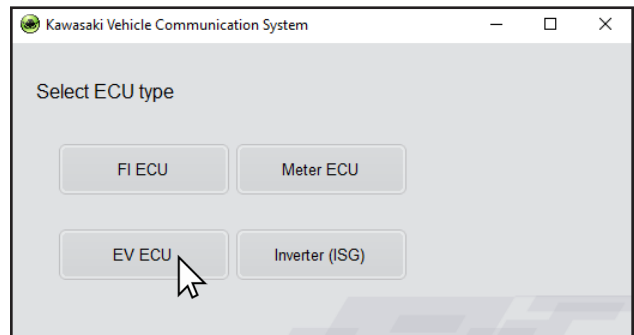 Kawasaki Vehicle Communication System
Select ECU type
FI ECU
Meter ECU
EV ECU
Inverter (ISG)